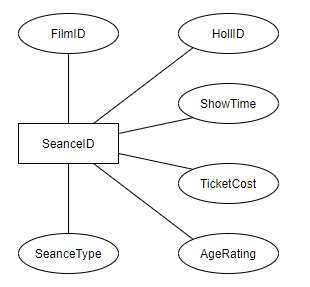 FilmID
HollID
ShowTime
SeanceID
TicketCost
SeanceType
AgeRating